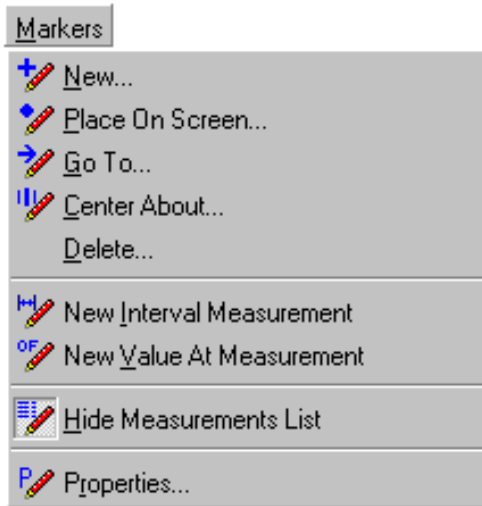 Markers
New...
Place On Screen...
Go To...
Center About...
Delete...
New Interval Measurement
OF New Value At Measurement
Hide Measurements List
P Properties...